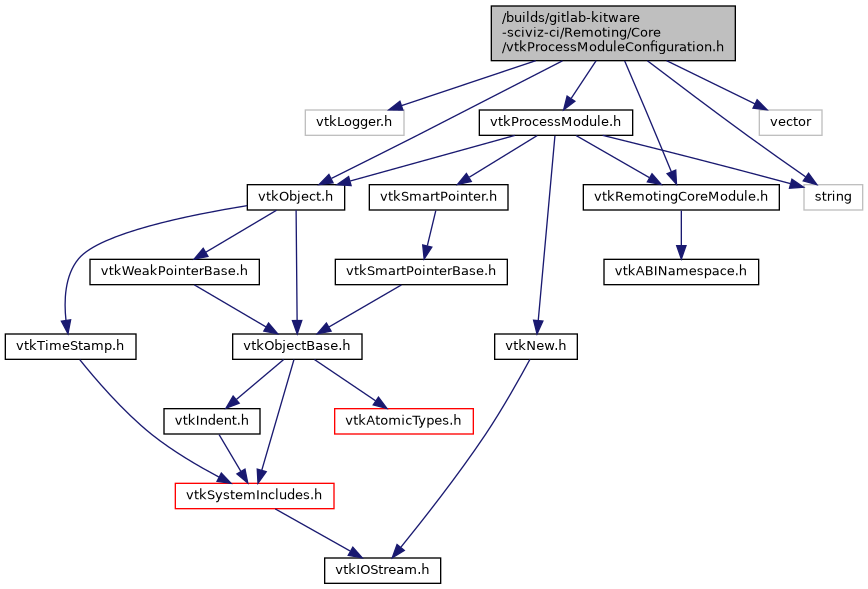 /builds/gitlab-kitware
-sciviz-ci/Remoting/Core
/vtkProcessModuleConfiguration.h
vtkLogger.h
vtkProcessModule.h
vector
vtkObject.h
vtkSmartPointer.h
vtkRemotingCoreModule.h
string
vtkWeakPointerBase.h
vtkSmartPointerBase.h
vtkABINamespace.h
vtkTimeStamp.h
vtkObjectBase.h
vtkNew.h
vtkIndent.h
vtkAtomicTypes.h
vtkSystemIncludes.h
vtkIOStream.h